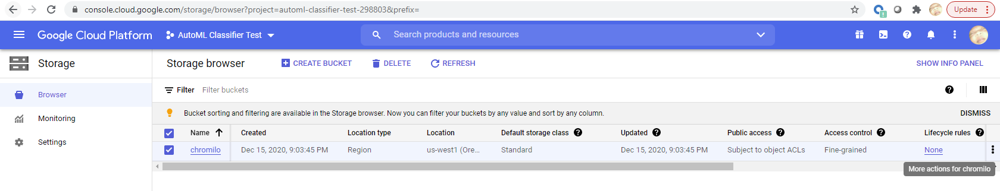 console.cloud.google.com/storage/browser?project=automl-classifier-test-298803&prefix=
Update
Google Cloud Platform
AutoML Classifier Test
Search products and resources
Storage
Storage browser
CREATE BUCKET
DELETE
REFRESH
SHOW INFO PANEL
Browser
Filter Filter buckets
Bucket sorting and filtering are available in the Storage browser. Now you can filter your buckets by any value and sort by any column.
DISMISS
Monitoring
Settings
Name Created Location type Location Default storage class Updated Public access Access control Lifecycle rules
chromilo Dec 15, 2020, 9:03:45 PM Region us-west1 (Ore... Standard Dec 15, 2020, 9:03:45 PM Subject to object ACLs Fine-grained None
More actions for chromilo